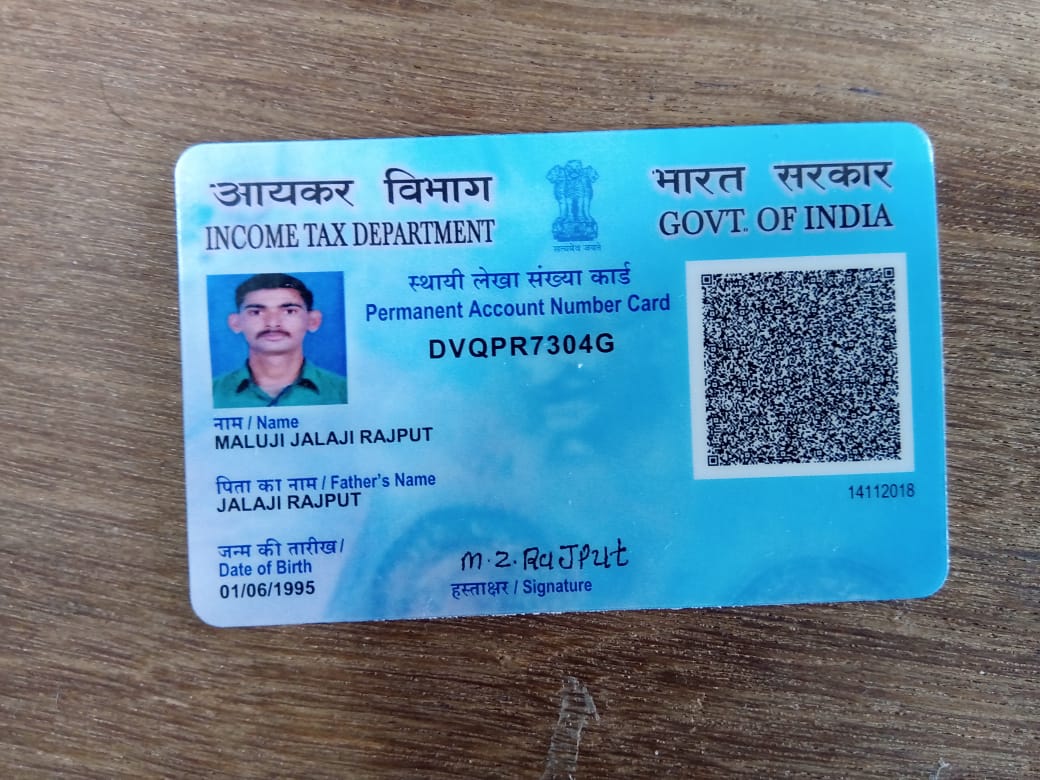 आयकर विभाग
INCOME TAX DEPARTMENT
सत्यमेव जयते
भारत सरकार
GOVT. OF INDIA
स्थायी लेखा संख्या कार्ड
Permanent Account Number Card
DVQPR7304G
नाम / Name
MALUJI JALAJI RAJPUT
पिता का नाम / Father's Name
JALAJI RAJPUT
जन्म की तारीख /
Date of Birth
01/06/1995
14112018
M.Z.RaJPut
हस्ताक्षर / Signature